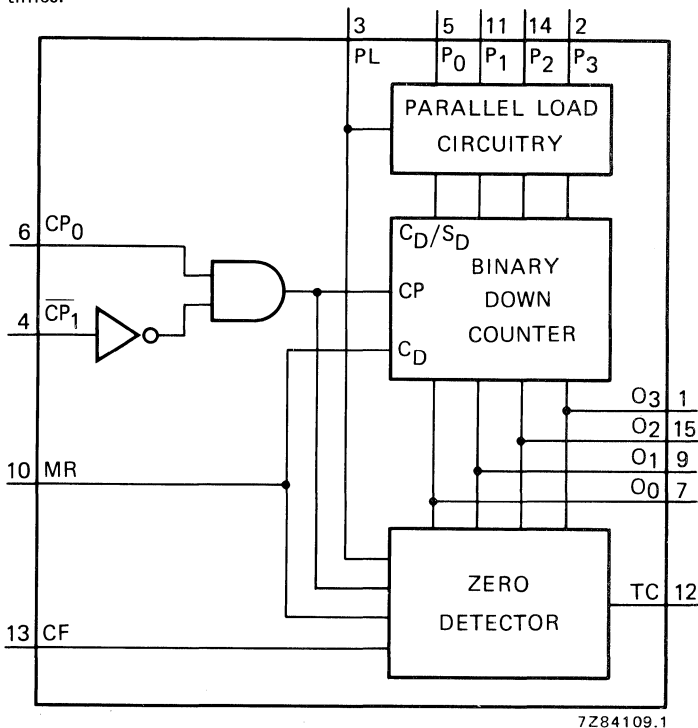 times.
3 5 11 14 2
PL P0 P1 P2 P3
PARALLEL LOAD
CIRCUITRY
6 CP0
4 C̅P̅1
CD/SD
BINARY
DOWN
COUNTER
CP
CD
O3 1
O2 15
O1 9
O0 7
10 MR
ZERO
DETECTOR
TC 12
13 CF
7Z84109.1